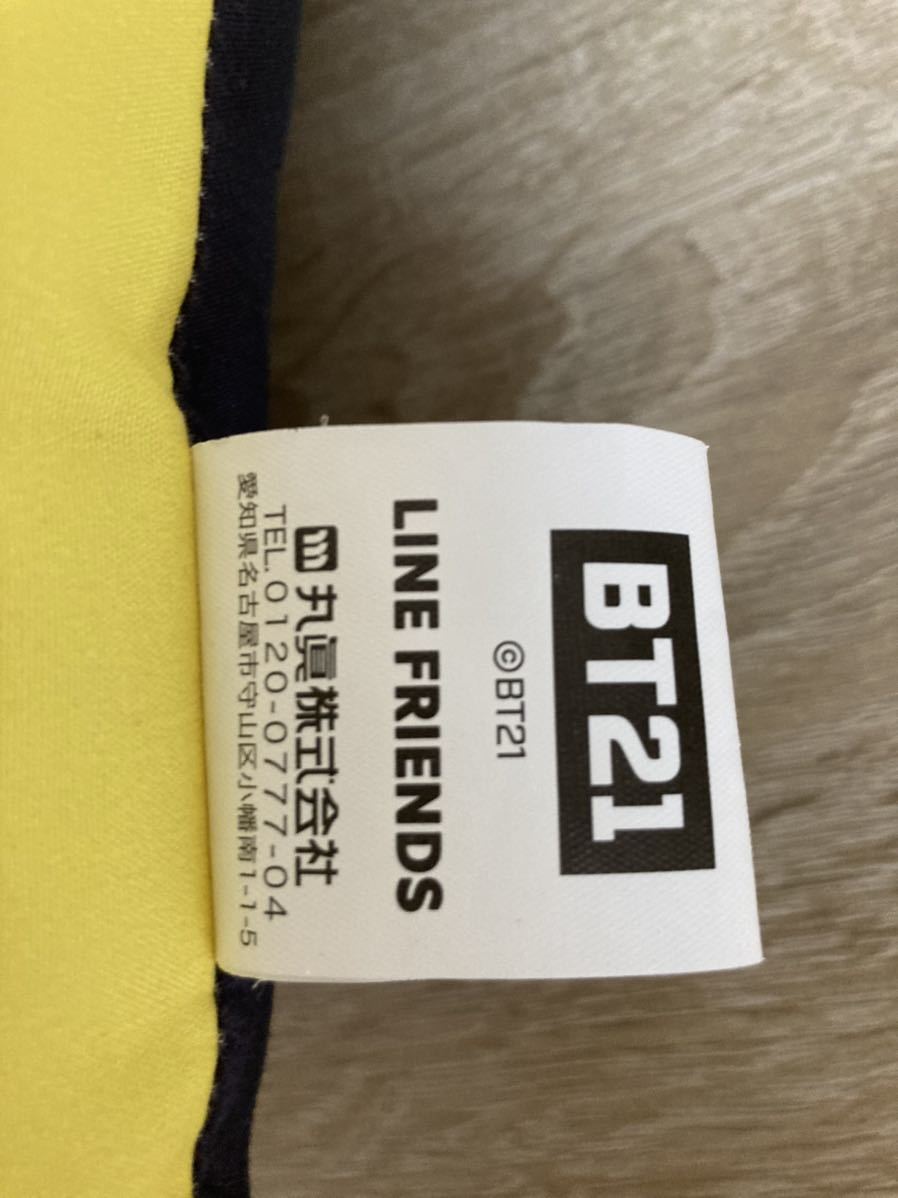 BT21
©BT21
LINE FRIENDS
丸眞株式会社
TEL.0120-0777-04
愛知県名古屋市守山区小幡南1-1-5